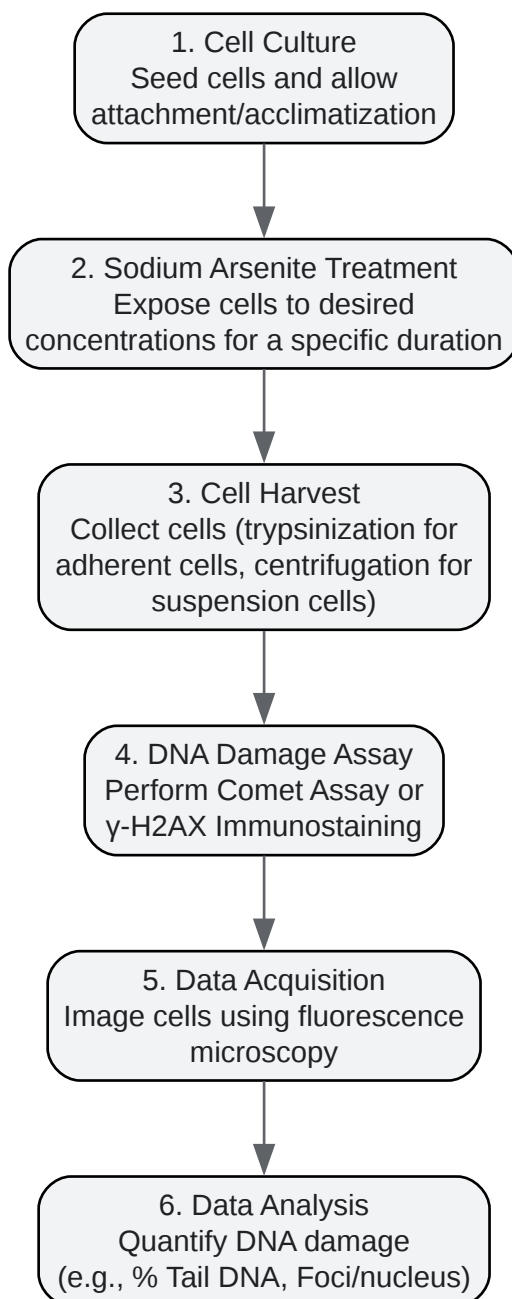 1. Cell Culture
Seed cells and allow
attachment/acclimatization
2. Sodium Arsenite Treatment
Expose cells to desired
concentrations for a specific duration
3. Cell Harvest
Collect cells (trypsinization for
adherent cells, centrifugation for
suspension cells)
4. DNA Damage Assay
Perform Comet Assay or
γ-H2AX Immunostaining
5. Data Acquisition
Image cells using fluorescence
microscopy
6. Data Analysis
Quantify DNA damage
(e.g., % Tail DNA, Foci/nucleus)